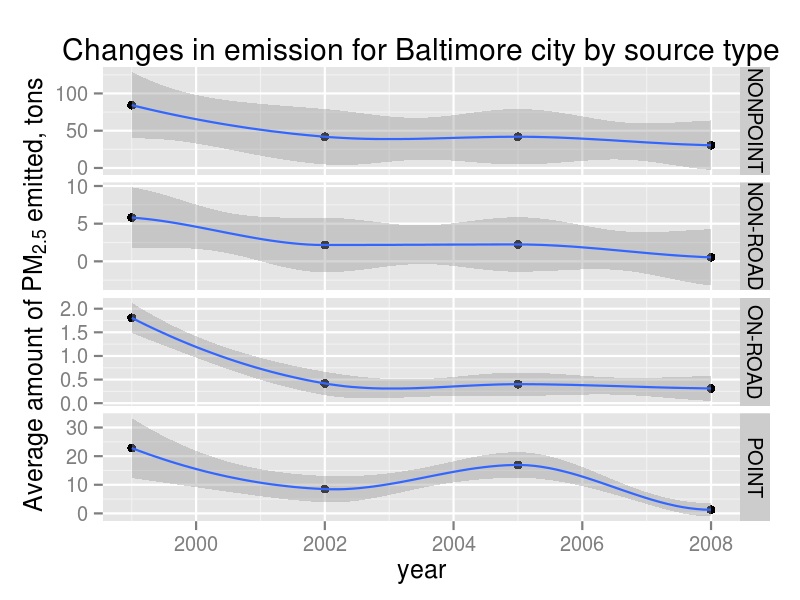 Changes in emission for Baltimore city by source type
Average amount of PM2.5 emitted, tons
100
50
0
NONPOINT
10
5
0
NON-ROAD
2.0
1.5
1.0
0.5
0.0
ON-ROAD
30
20
10
0
POINT
2000 2002 2004 2006 2008
year